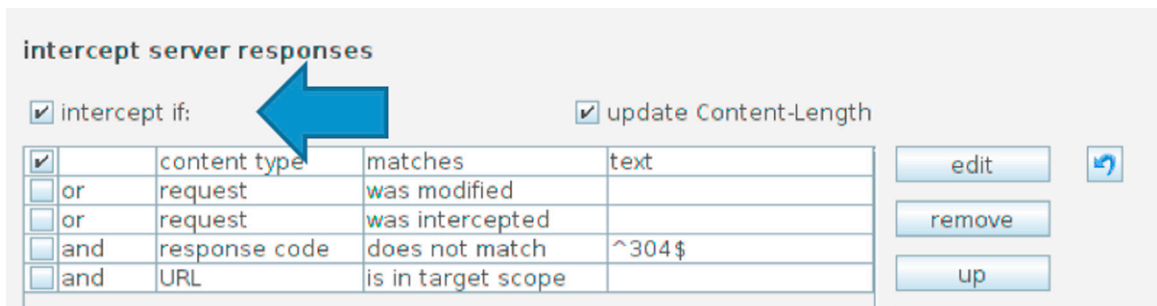 intercept server responses
intercept if:
update Content-Length
content type matches text
or request was modified
or request was intercepted
and response code does not match ^304$
and URL is in target scope
edit
remove
up